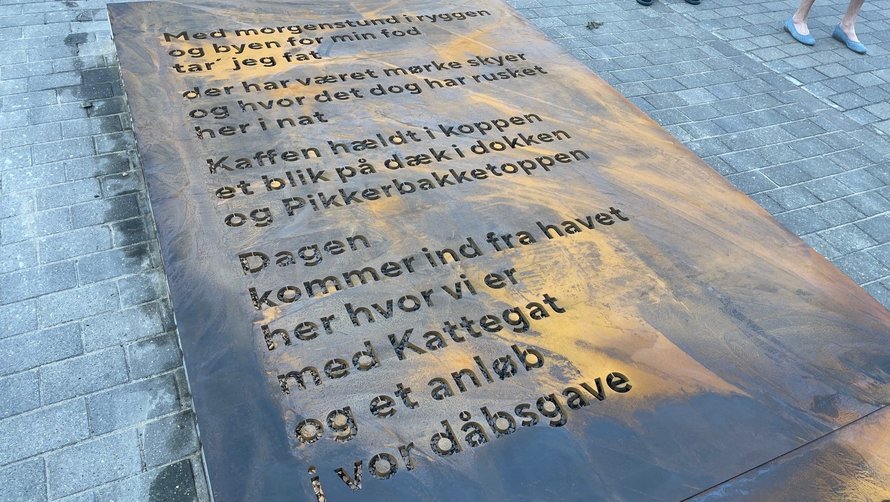 Med morgenstund i ryggen
og byen for min fod
tar' jeg fat
der har været mørke skyer
og hvor det dog har rusket
her i nat
Kaffen hældt i koppen
et blik på dæk i dokken
og Pikkerbakketoppen
Dagen
kommer ind fra havet
her hvor vi er
med Kattegat
og et anløb
i vor dåbsgave